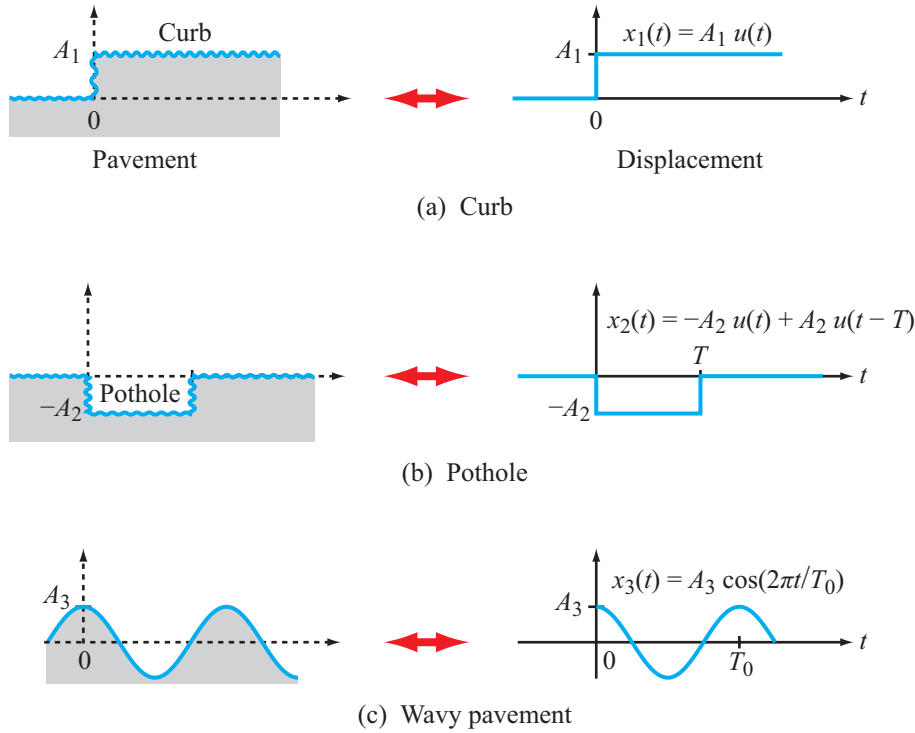 A₁
Curb
0
Pavement
A₁
x₁(t) = A₁ u(t)
t
0
Displacement
(a) Curb
Pothole
−A₂
x₂(t) = −A₂ u(t) + A₂ u(t − T)
T
t
−A₂
(b) Pothole
A₃
0
x₃(t) = A₃ cos(2πt/T₀)
A₃
t
0
T₀
(c) Wavy pavement